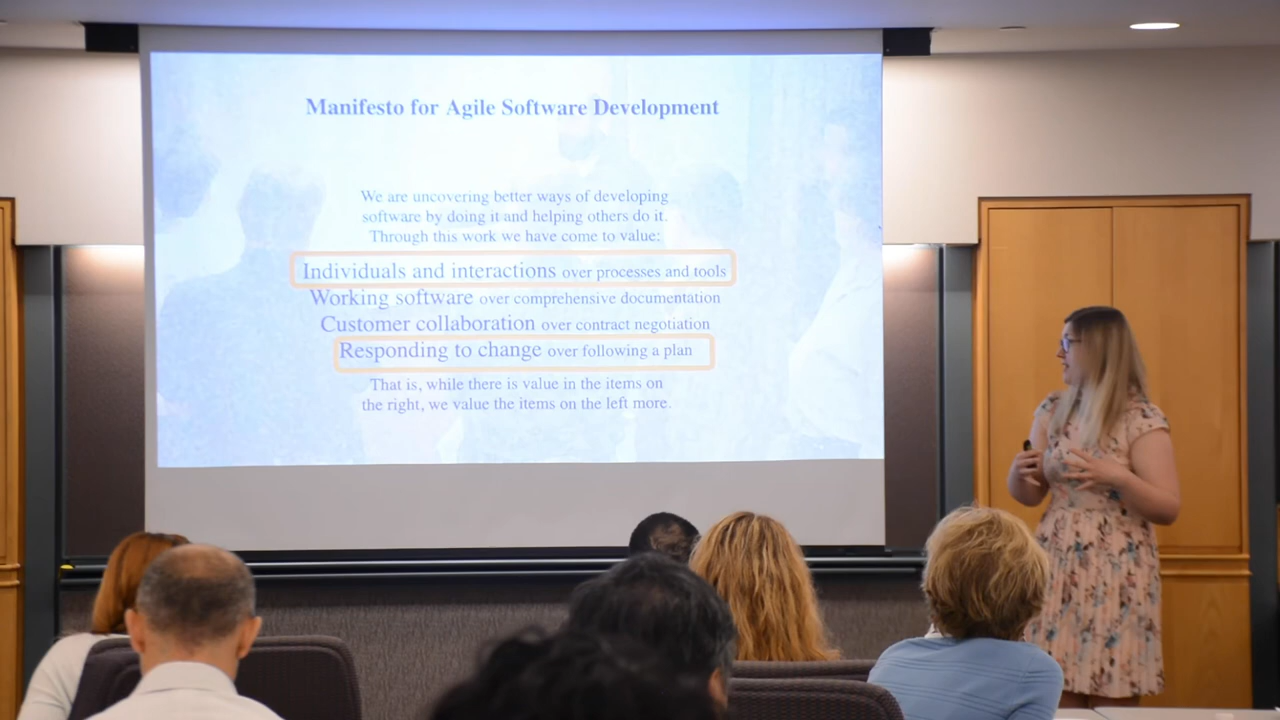 Manifesto for Agile Software Development
We are uncovering better ways of developing
software by doing it and helping others do it.
Through this work we have come to value:
Individuals and interactions over processes and tools
Working software over comprehensive documentation
Customer collaboration over contract negotiation
Responding to change over following a plan
That is, while there is value in the items on
the right, we value the items on the left more.